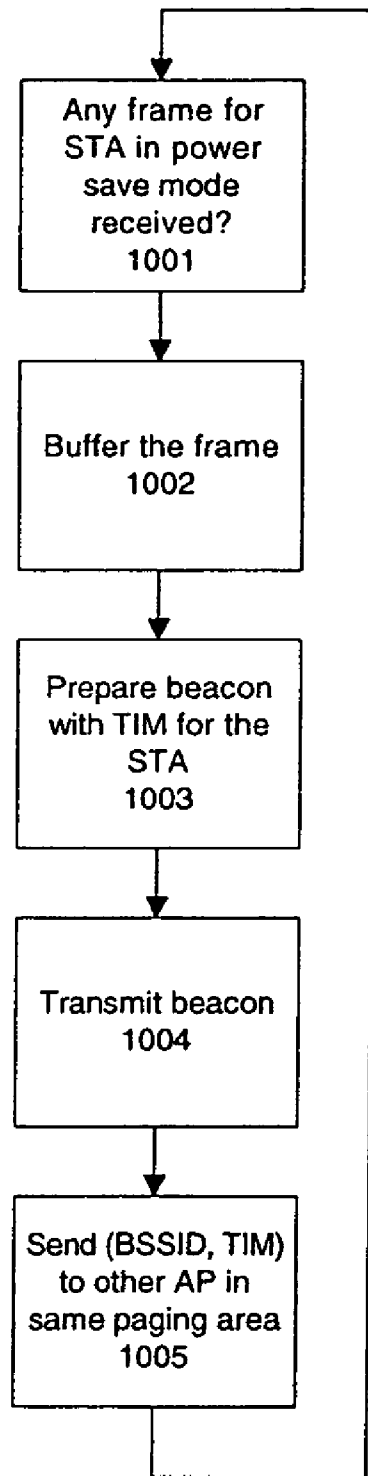 Any frame for
STA in power
save mode
received?
1001
Buffer the frame
1002
Prepare beacon
with TIM for the
STA
1003
Transmit beacon
1004
Send (BSSID, TIM)
to other AP in
same paging area
1005